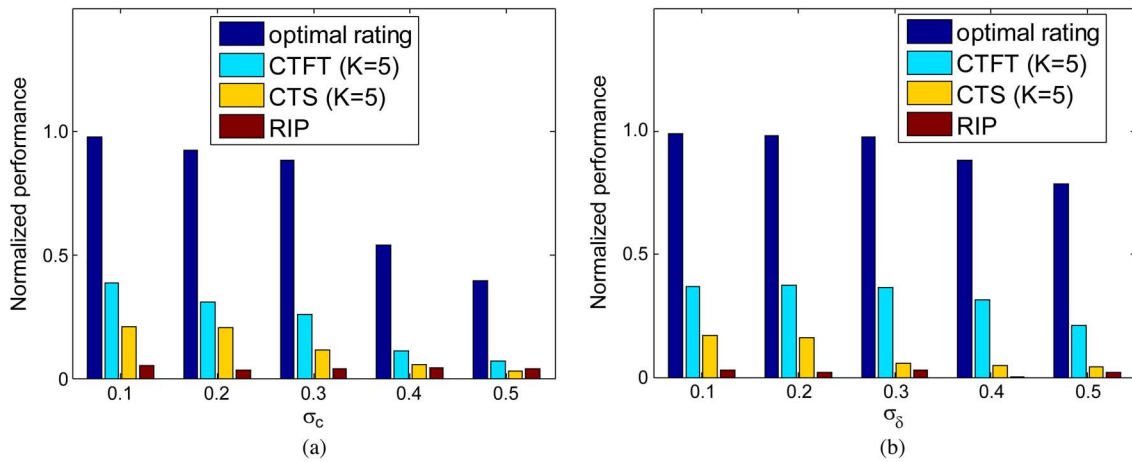 optimal rating
CTFT (K=5)
CTS (K=5)
RIP
Normalized performance
1.0
0.5
0
0.1 0.2 0.3 0.4 0.5
σc
(a)
optimal rating
CTFT (K=5)
CTS (K=5)
RIP
Normalized performance
1.0
0.5
0
0.1 0.2 0.3 0.4 0.5
σδ
(b)